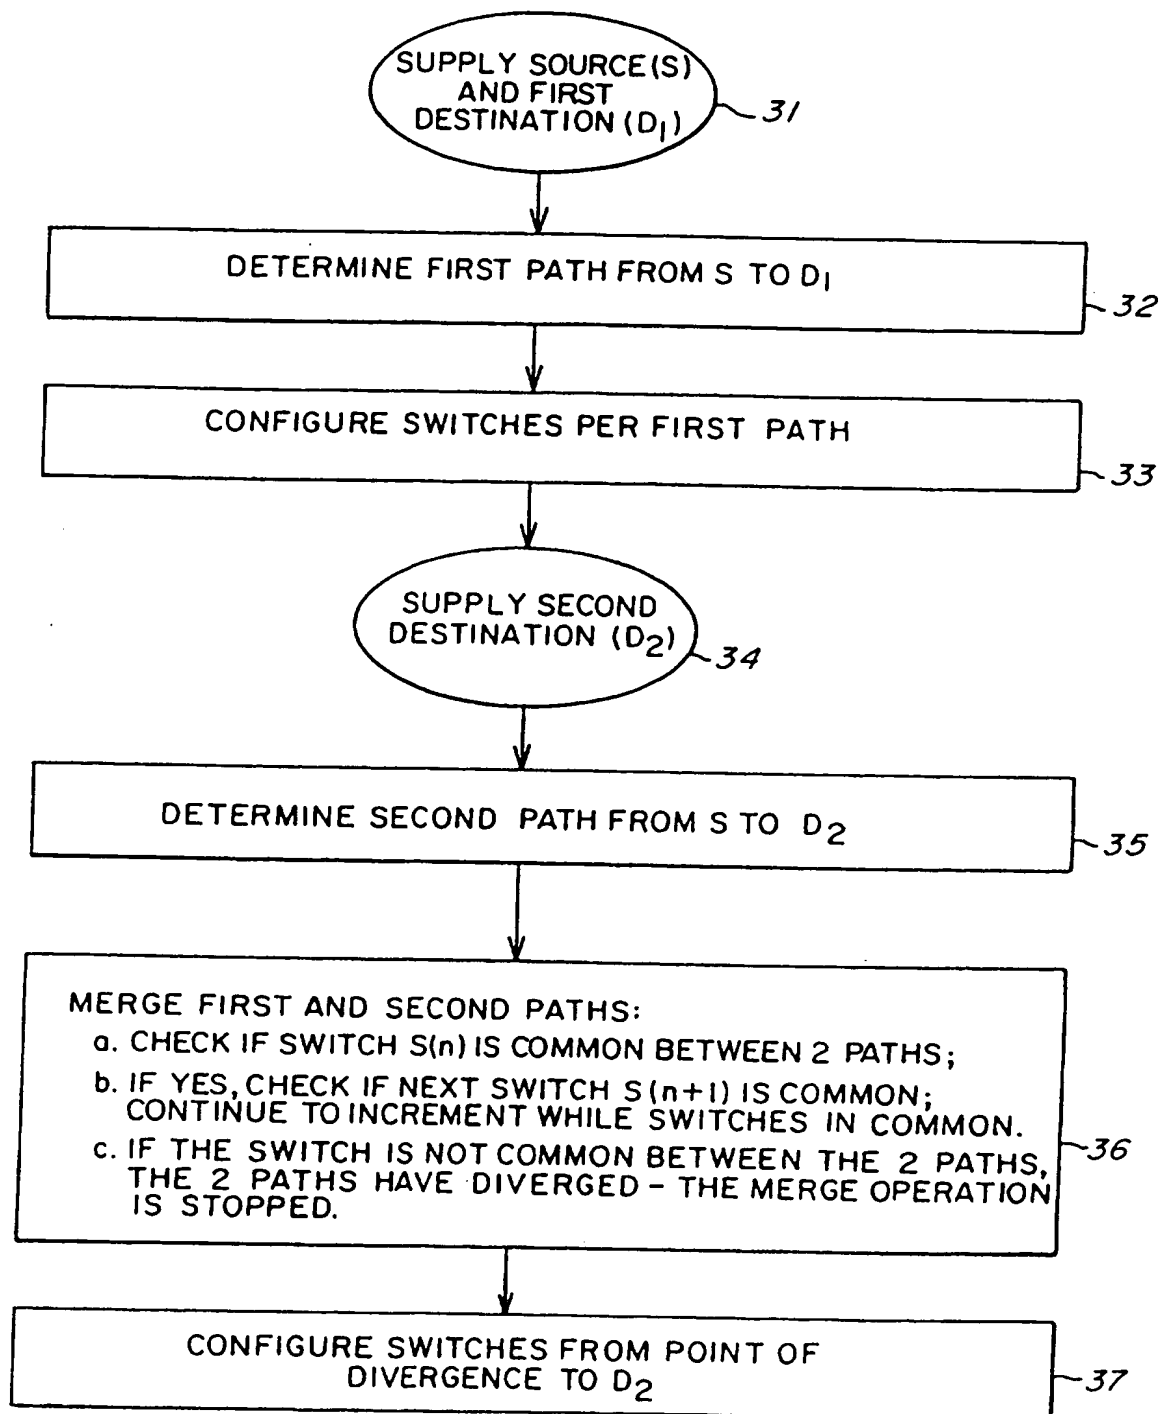 SUPPLY SOURCE(S)
AND FIRST
DESTINATION (D1)
31
DETERMINE FIRST PATH FROM S TO D1
32
CONFIGURE SWITCHES PER FIRST PATH
33
SUPPLY SECOND
DESTINATION (D2)
34
DETERMINE SECOND PATH FROM S TO D2
35
MERGE FIRST AND SECOND PATHS:
a. CHECK IF SWITCH S(n) IS COMMON BETWEEN 2 PATHS;
b. IF YES, CHECK IF NEXT SWITCH S(n+1) IS COMMON;
CONTINUE TO INCREMENT WHILE SWITCHES IN COMMON.
c. IF THE SWITCH IS NOT COMMON BETWEEN THE 2 PATHS,
THE 2 PATHS HAVE DIVERGED – THE MERGE OPERATION
IS STOPPED.
36
CONFIGURE SWITCHES FROM POINT OF
DIVERGENCE TO D2
37